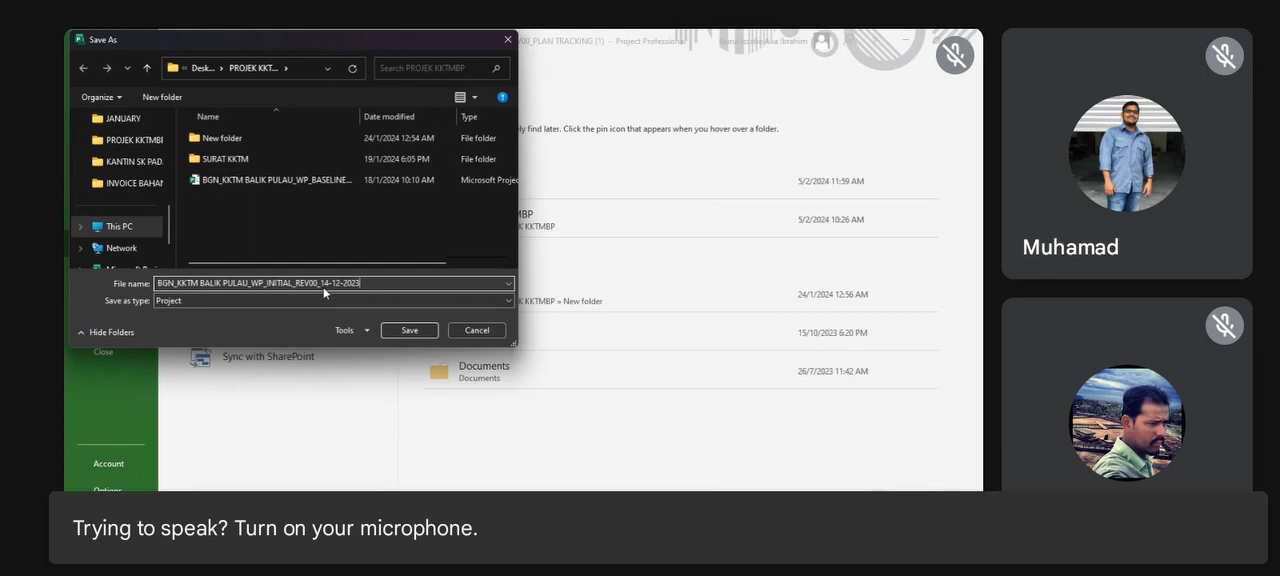 Save As
00_PLAN TRACKING (1) - Project Professional
Desk... › PROJEK KKT... ›
Search PROJEK KKTMBP
Organize
New folder
Name
Date modified
Type
JANUARY
PROJEK KKTMBP
KANTIN SK PAD.
INVOICE BAHAN
This PC
Network
New folder 24/1/2024 12:54 AM File folder
SURAT KKTM 19/1/2024 6:05 PM File folder
BGN_KKTM BALIK PULAU_WP_BASELINE... 18/1/2024 10:10 AM Microsoft Projec
File name: BGN_KKTM BALIK PULAU_WP_INITIAL_REV00_14-12-2023
Save as type: Project
Hide Folders
Tools
Save
Cancel
ly find later. Click the pin icon that appears when you hover over a folder.
5/2/2024 11:59 AM
MBP
K KKTMBP
5/2/2024 10:26 AM
K KKTMBP » New folder
24/1/2024 12:56 AM
15/10/2023 6:20 PM
Close
Sync with SharePoint
Documents
Documents
26/7/2023 11:42 AM
Account
Options
Muhamad
Trying to speak? Turn on your microphone.